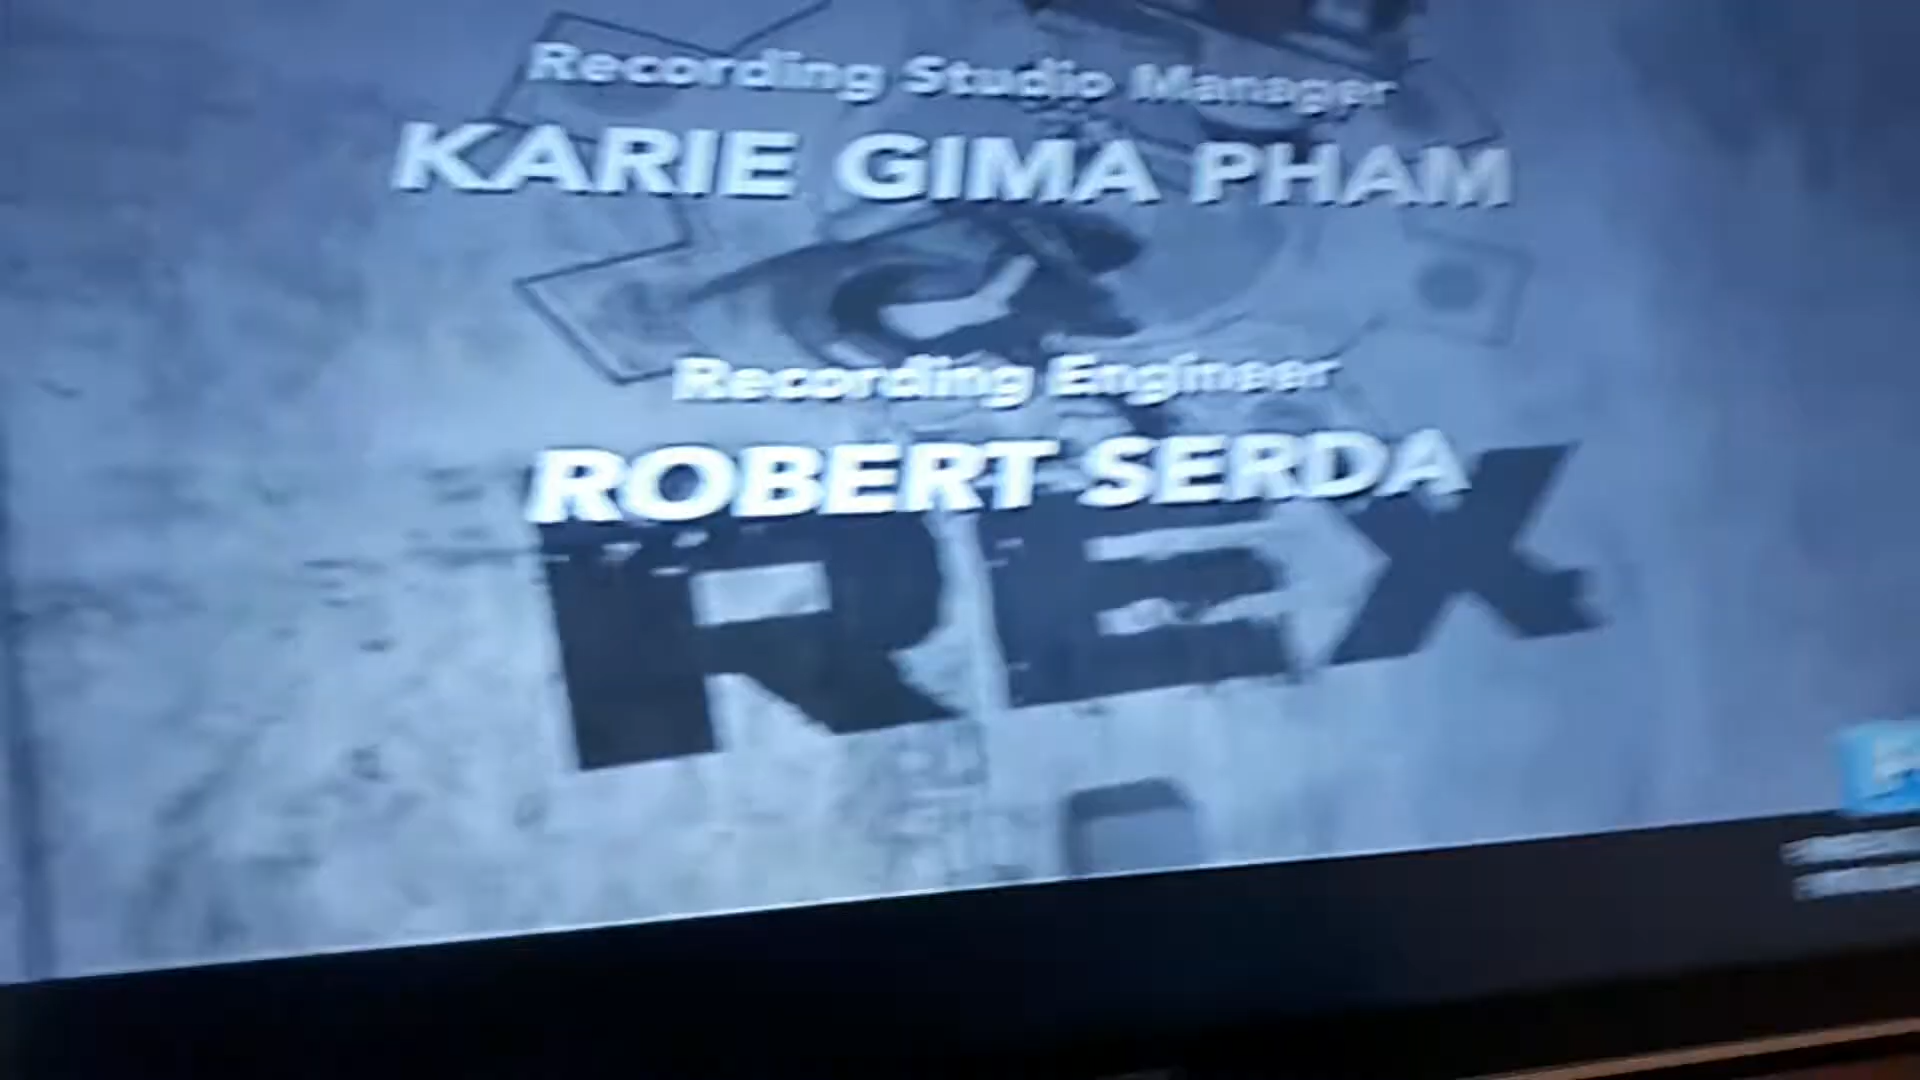 Recording Studio Manager
KARIE GIMA PHAM
Recording Engineer
ROBERT SERDA
REX